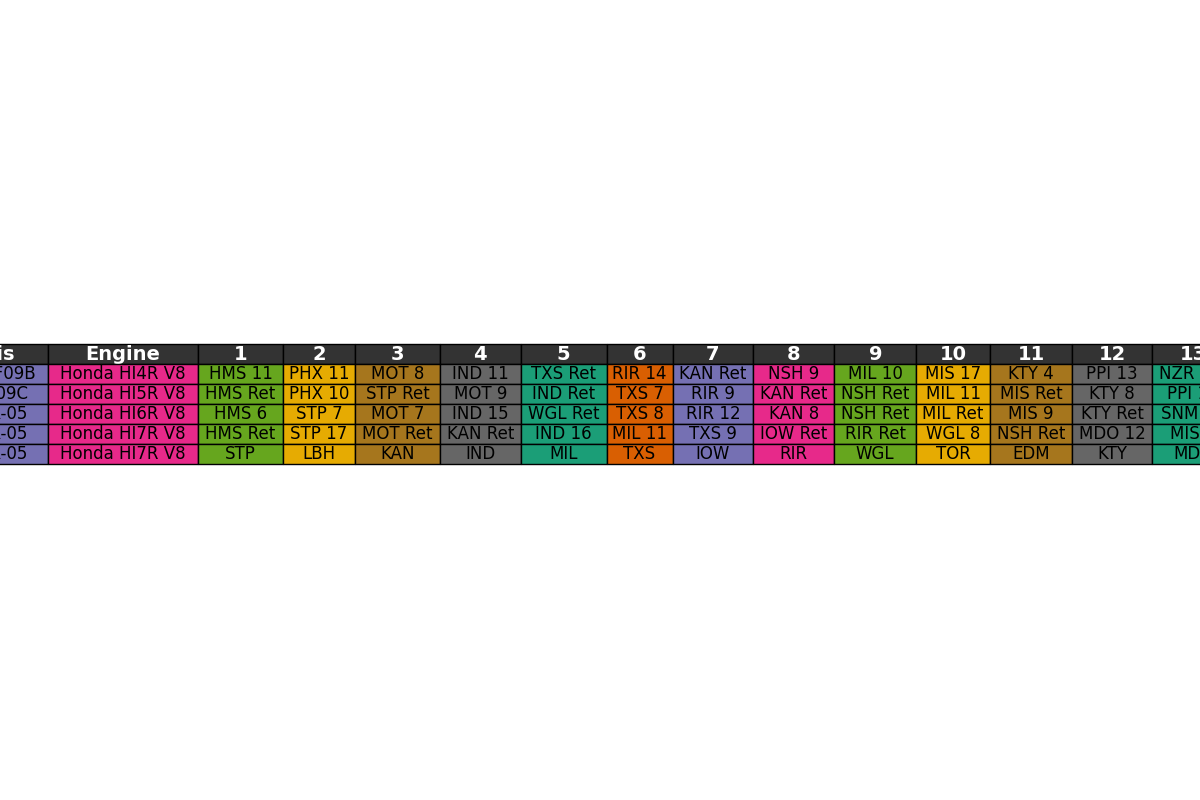 is Engine 1 2 3 4 5 6 7 8 9 10 11 12 13
F09B Honda HI4R V8 HMS 11 PHX 11 MOT 8 IND 11 TXS Ret RIR 14 KAN Ret NSH 9 MIL 10 MIS 17 KTY 4 PPI 13 NZR
09C Honda HI5R V8 HMS Ret PHX 10 STP Ret MOT 9 IND Ret TXS 7 RIR 9 KAN Ret NSH Ret MIL 11 MIS Ret KTY 8 PPI
-05 Honda HI6R V8 HMS 6 STP 7 MOT 7 IND 15 WGL Ret TXS 8 RIR 12 KAN 8 NSH Ret MIL Ret MIS 9 KTY Ret SNM
-05 Honda HI7R V8 HMS Ret STP 17 MOT Ret KAN Ret IND 16 MIL 11 TXS 9 IOW Ret RIR Ret WGL 8 NSH Ret MDO 12 MIS
-05 Honda HI7R V8 STP LBH KAN IND MIL TXS IOW RIR WGL TOR EDM KTY MD